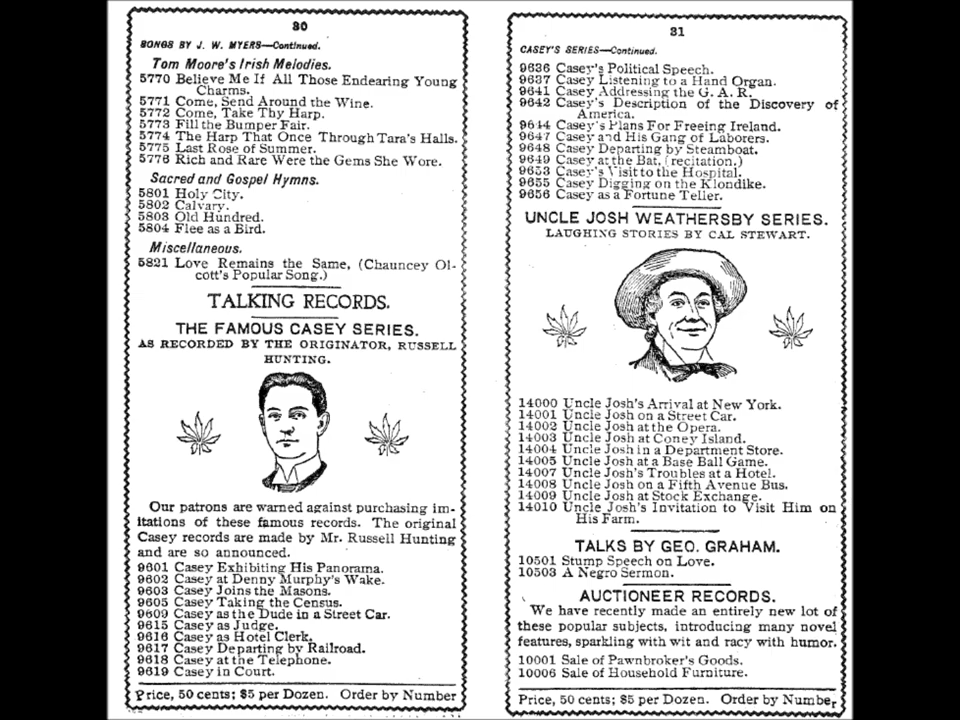 30
SONGS BY J. W. MYERS—Continued.
Tom Moore's Irish Melodies.
5770 Believe Me If All Those Endearing Young
Charms.
5771 Come, Send Around the Wine.
5772 Come, Take Thy Harp.
5773 Fill the Bumper Fair.
5774 The Harp That Once Through Tara's Halls.
5775 Last Rose of Summer.
5776 Rich and Rare Were the Gems She Wore.
Sacred and Gospel Hymns.
5801 Holy City.
5802 Calvary.
5803 Old Hundred.
5804 Flee as a Bird.
Miscellaneous.
5821 Love Remains the Same, (Chauncey Ol-
cott's Popular Song.)
TALKING RECORDS.
THE FAMOUS CASEY SERIES.
AS RECORDED BY THE ORIGINATOR, RUSSELL
HUNTING.
Our patrons are warned against purchasing im-
itations of these famous records. The original
Casey records are made by Mr. Russell Hunting
and are so announced.
9601 Casey Exhibiting His Panorama.
9602 Casey at Denny Murphy's Wake.
9603 Casey Joins the Masons.
9605 Casey Taking the Census.
9609 Casey as the Dude in a Street Car.
9615 Casey as Judge.
9616 Casey as Hotel Clerk.
9617 Casey Departing by Railroad.
9618 Casey at the Telephone.
9619 Casey in Court.
Price, 50 cents; $5 per Dozen. Order by Number
31
CASEY'S SERIES—Continued.
9636 Casey's Political Speech.
9637 Casey Listening to a Hand Organ.
9641 Casey Addressing the G. A. R.
9642 Casey's Description of the Discovery of
America.
9644 Casey's Plans For Freeing Ireland.
9647 Casey and His Gang of Laborers.
9648 Casey Departing by Steamboat.
9649 Casey at the Bat, (recitation.)
9653 Casey's Visit to the Hospital.
9655 Casey Digging on the Klondike.
9656 Casey as a Fortune Teller.
UNCLE JOSH WEATHERSBY SERIES.
LAUGHING STORIES BY CAL STEWART.
14000 Uncle Josh's Arrival at New York.
14001 Uncle Josh on a Street Car.
14002 Uncle Josh at the Opera.
14003 Uncle Josh at Coney Island.
14004 Uncle Josh in a Department Store.
14005 Uncle Josh at a Base Ball Game.
14007 Uncle Josh's Troubles at a Hotel.
14008 Uncle Josh on a Fifth Avenue Bus.
14009 Uncle Josh at Stock Exchange.
14010 Uncle Josh's Invitation to Visit Him on
His Farm.
TALKS BY GEO. GRAHAM.
10501 Stump Speech on Love.
10503 A Negro Sermon.
AUCTIONEER RECORDS.
We have recently made an entirely new lot of
these popular subjects, introducing many novel
features, sparkling with wit and racy with humor.
10001 Sale of Pawnbroker's Goods.
10006 Sale of Household Furniture.
Price, 50 cents; $5 per Dozen. Order by Number